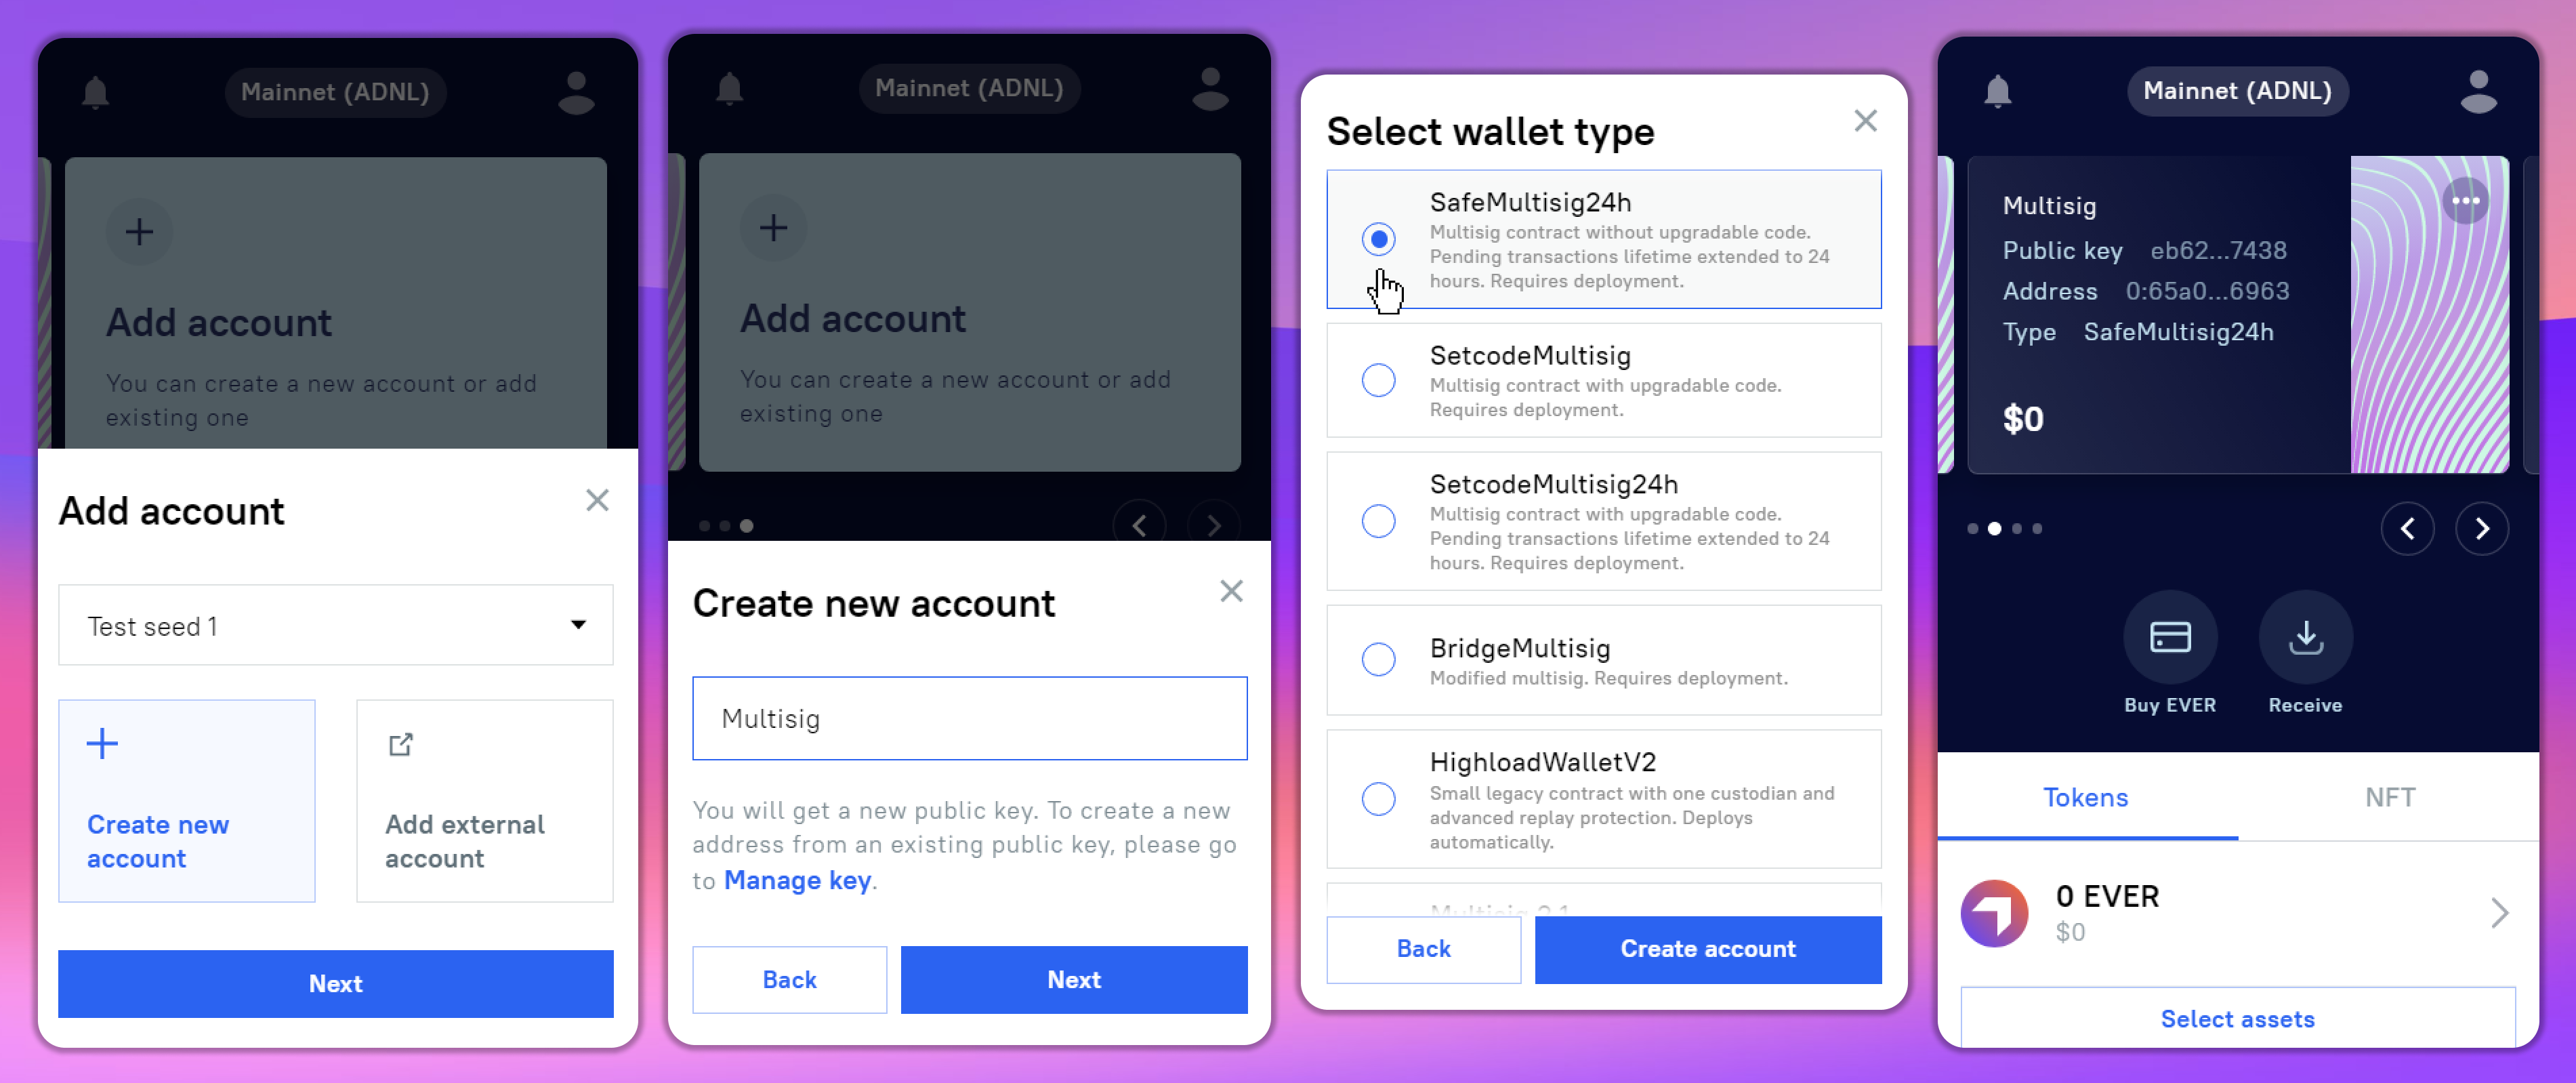 Mainnet (ADNL)
Add account
You can create a new account or add
existing one
Add account
Test seed 1
Create new
account
Add external
account
Next
Mainnet (ADNL)
Add account
You can create a new account or add
existing one
Create new account
Multisig
You will get a new public key. To create a new
address from an existing public key, please go
to Manage key.
Back
Next
Select wallet type
SafeMultisig24h
Multisig contract without upgradable code.
Pending transactions lifetime extended to 24
hours. Requires deployment.
SetcodeMultisig
Multisig contract with upgradable code.
Requires deployment.
SetcodeMultisig24h
Multisig contract with upgradable code.
Pending transactions lifetime extended to 24
hours. Requires deployment.
BridgeMultisig
Modified multisig. Requires deployment.
HighloadWalletV2
Small legacy contract with one custodian and
advanced replay protection. Deploys
automatically.
Back
Create account
Mainnet (ADNL)
Multisig
Public key eb62...7438
Address 0:65a0...6963
Type SafeMultisig24h
$0
Buy EVER
Receive
Tokens
NFT
0 EVER
$0
Select assets